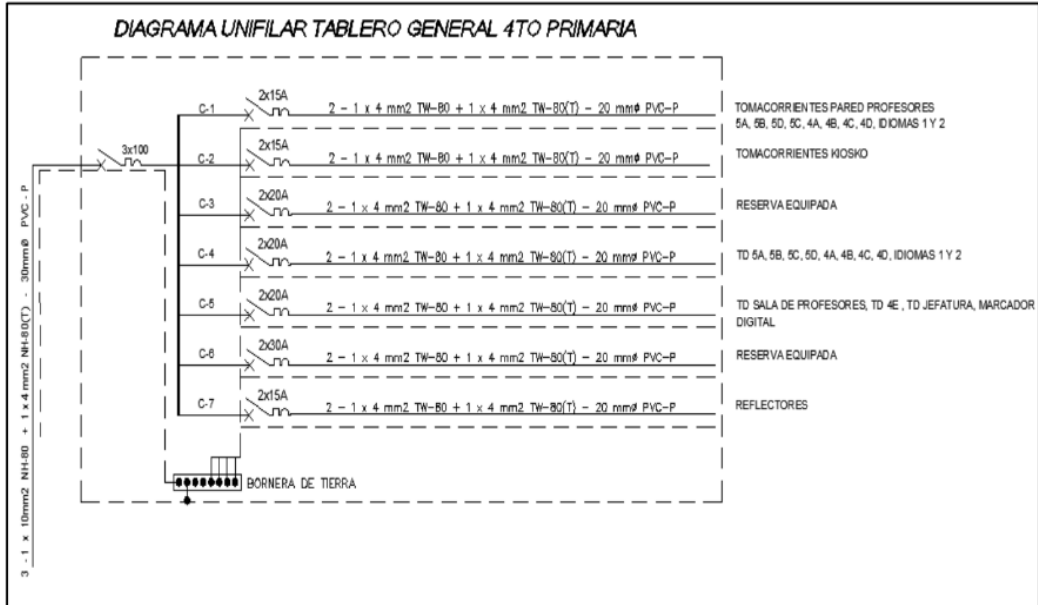 DIAGRAMA UNIFILAR TABLERO GENERAL 4TO PRIMARIA
3 - 1 x 10mm2 NH-80 + 1 x 4 mm2 NH-80(T) - 30mmØ PVC - P
3x100
C-1
2x15A
2 - 1 x 4 mm2 TW-80 + 1 x 4 mm2 TW-80(T) - 20 mmø PVC-P
TOMACORRIENTES PARED PROFESORES
5A, 5B, 5D, 5C, 4A, 4B, 4C, 4D, IDIOMAS 1 Y 2
C-2
2x15A
2 - 1 x 4 mm2 TW-80 + 1 x 4 mm2 TW-80(T) - 20 mmø PVC-P
TOMACORRIENTES KIOSKO
C-3
2x20A
2 - 1 x 4 mm2 TW-80 + 1 x 4 mm2 TW-80(T) - 20 mmø PVC-P
RESERVA EQUIPADA
C-4
2x20A
2 - 1 x 4 mm2 TW-80 + 1 x 4 mm2 TW-80(T) - 20 mmø PVC-P
TD 5A, 5B, 5C, 5D, 4A, 4B, 4C, 4D, IDIOMAS 1 Y 2
C-5
2x20A
2 - 1 x 4 mm2 TW-80 + 1 x 4 mm2 TW-80(T) - 20 mmø PVC-P
TD SALA DE PROFESORES, TD 4E , TD JEFATURA, MARCADOR
DIGITAL
C-6
2x30A
2 - 1 x 4 mm2 TW-80 + 1 x 4 mm2 TW-80(T) - 20 mmø PVC-P
RESERVA EQUIPADA
C-7
2x15A
2 - 1 x 4 mm2 TW-80 + 1 x 4 mm2 TW-80(T) - 20 mmø PVC-P
REFLECTORES
BORNERA DE TIERRA